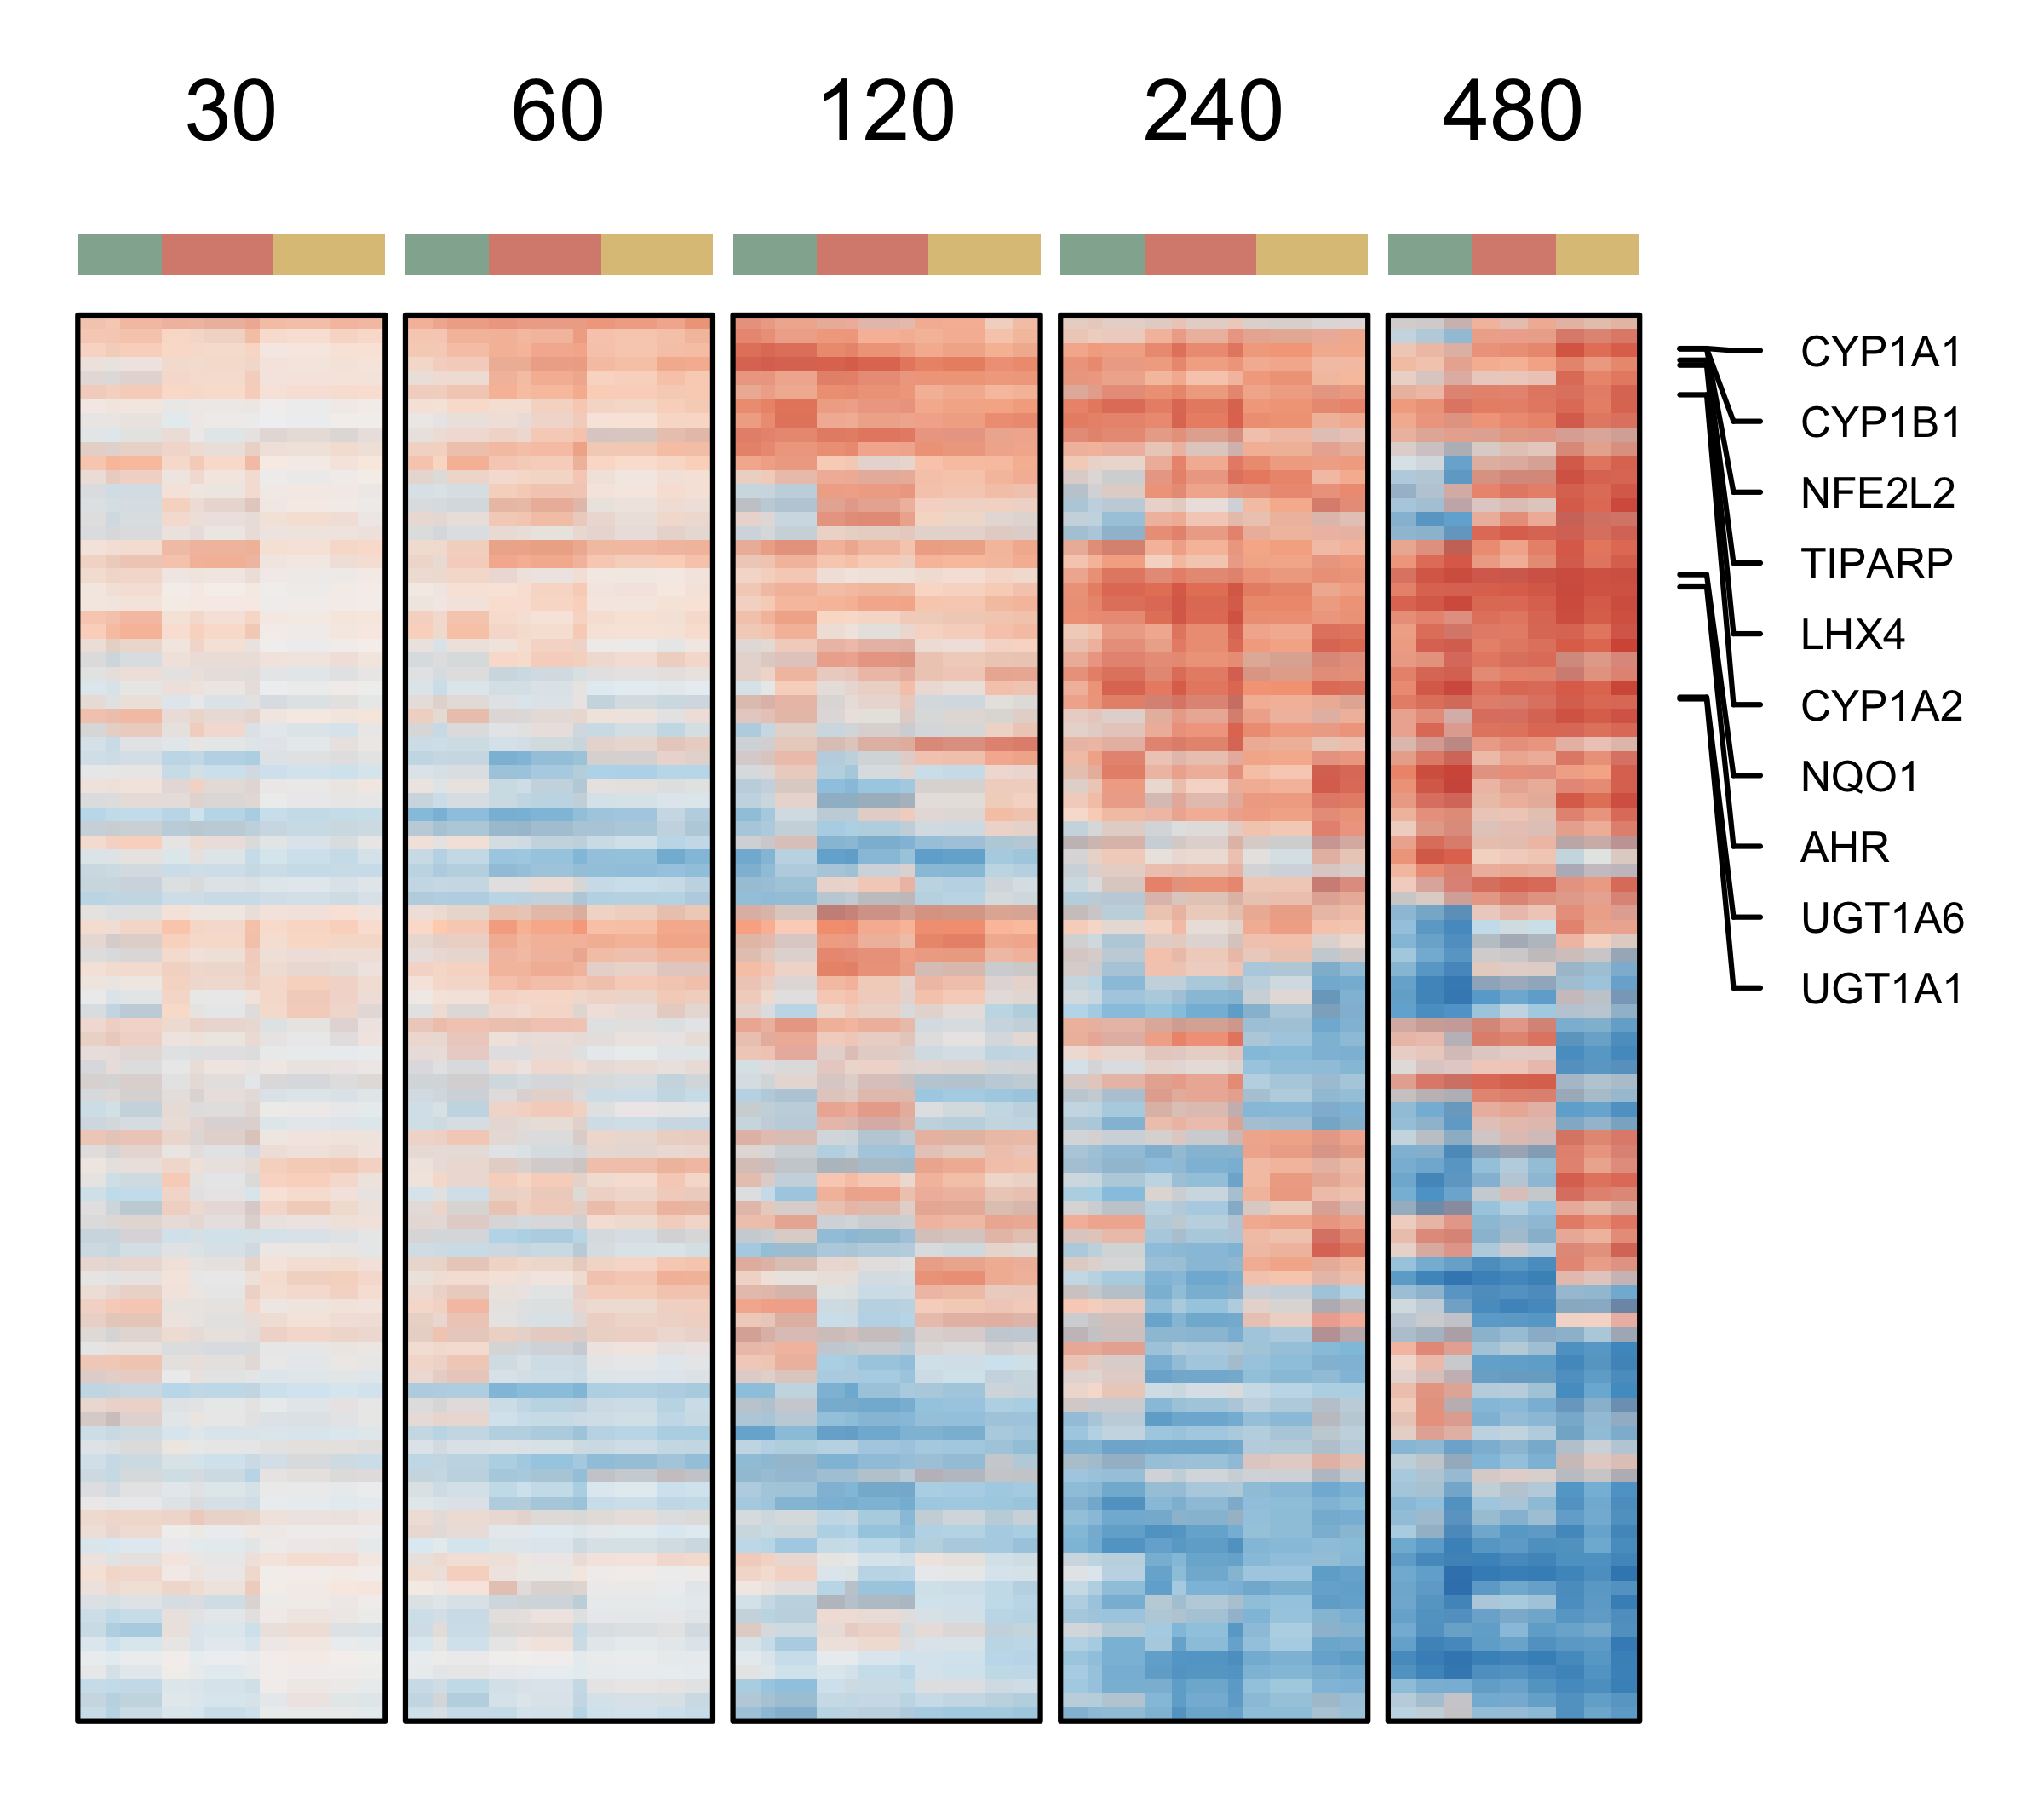 30 60 120 240 480
CYP1A1
CYP1B1
NFE2L2
TIPARP
LHX4
CYP1A2
NQO1
AHR
UGT1A6
UGT1A1